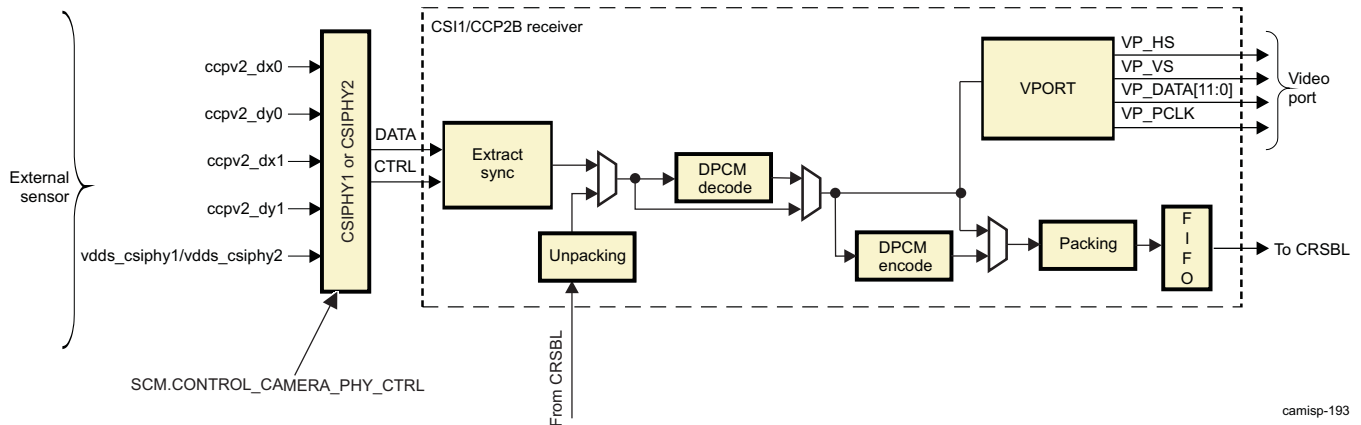 CSI1/CCP2B receiver
External
sensor
ccpv2_dx0
ccpv2_dy0
ccpv2_dx1
ccpv2_dy1
vdds_csiphy1/vdds_csiphy2
CSIPHY1 or CSIPHY2
SCM.CONTROL_CAMERA_PHY_CTRL
DATA
CTRL
Extract
sync
Unpacking
From CRSBL
DPCM
decode
DPCM
encode
VPORT
VP_HS
VP_VS
VP_DATA[11:0]
VP_PCLK
Video
port
Packing
F
I
F
O
To CRSBL
camisp-193